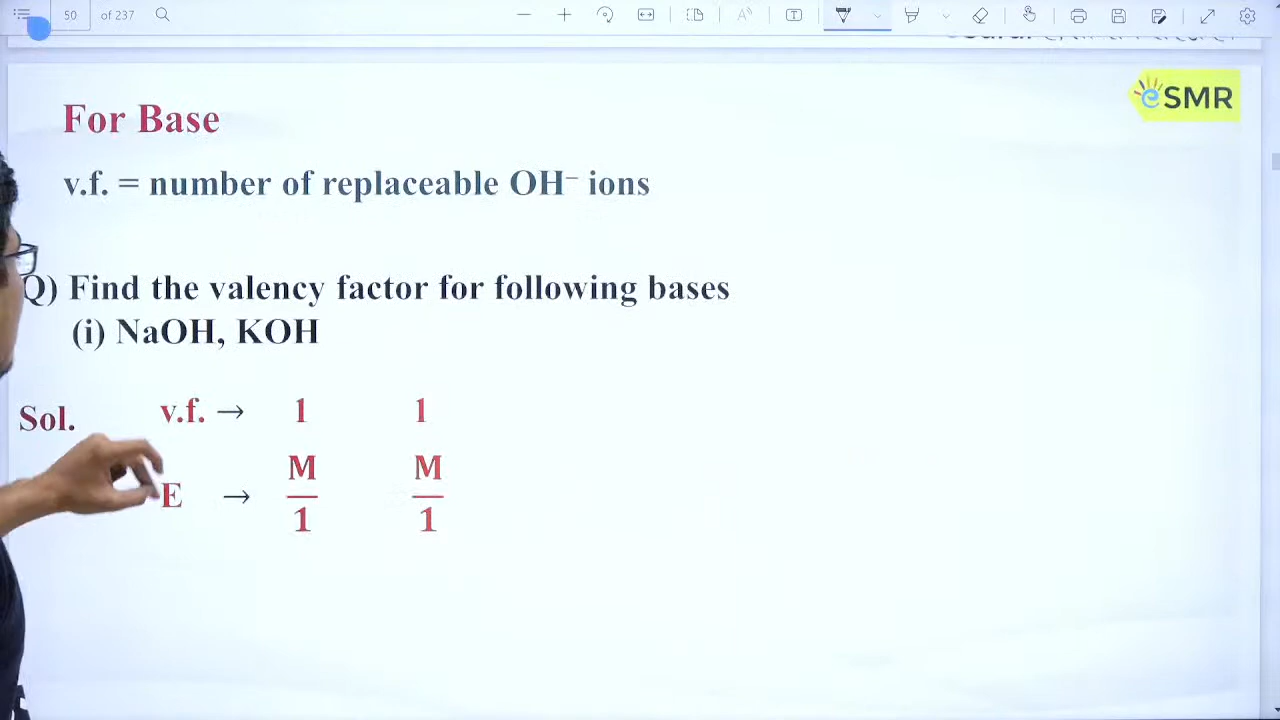 50 of 237
eSMR
For Base
v.f. = number of replaceable OH⁻ ions
Q) Find the valency factor for following bases
(i) NaOH, KOH
Sol. v.f. → 1 1
E → M/1 M/1